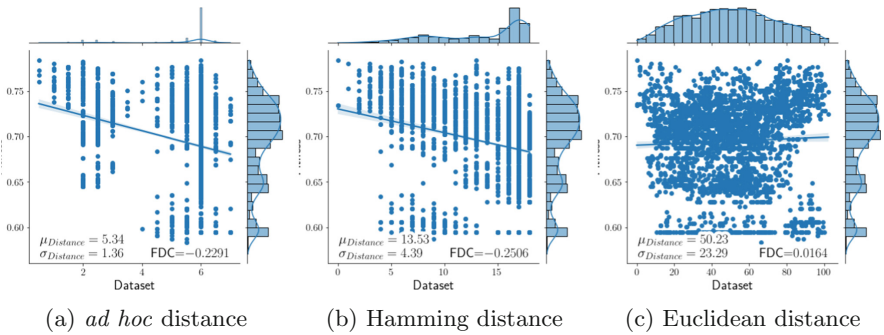 0.75
0.70
0.65
0.60
μDistance = 5.34
σDistance = 1.36
FDC=−0.2291
2
4
6
Dataset
(a) ad hoc distance
0.75
0.70
0.65
0.60
μDistance = 13.53
σDistance = 4.39
FDC=−0.2506
0
5
10
15
Dataset
(b) Hamming distance
0.75
0.70
0.65
0.60
μDistance = 50.23
σDistance = 23.29
FDC=0.0164
0
20
40
60
80
100
Dataset
(c) Euclidean distance